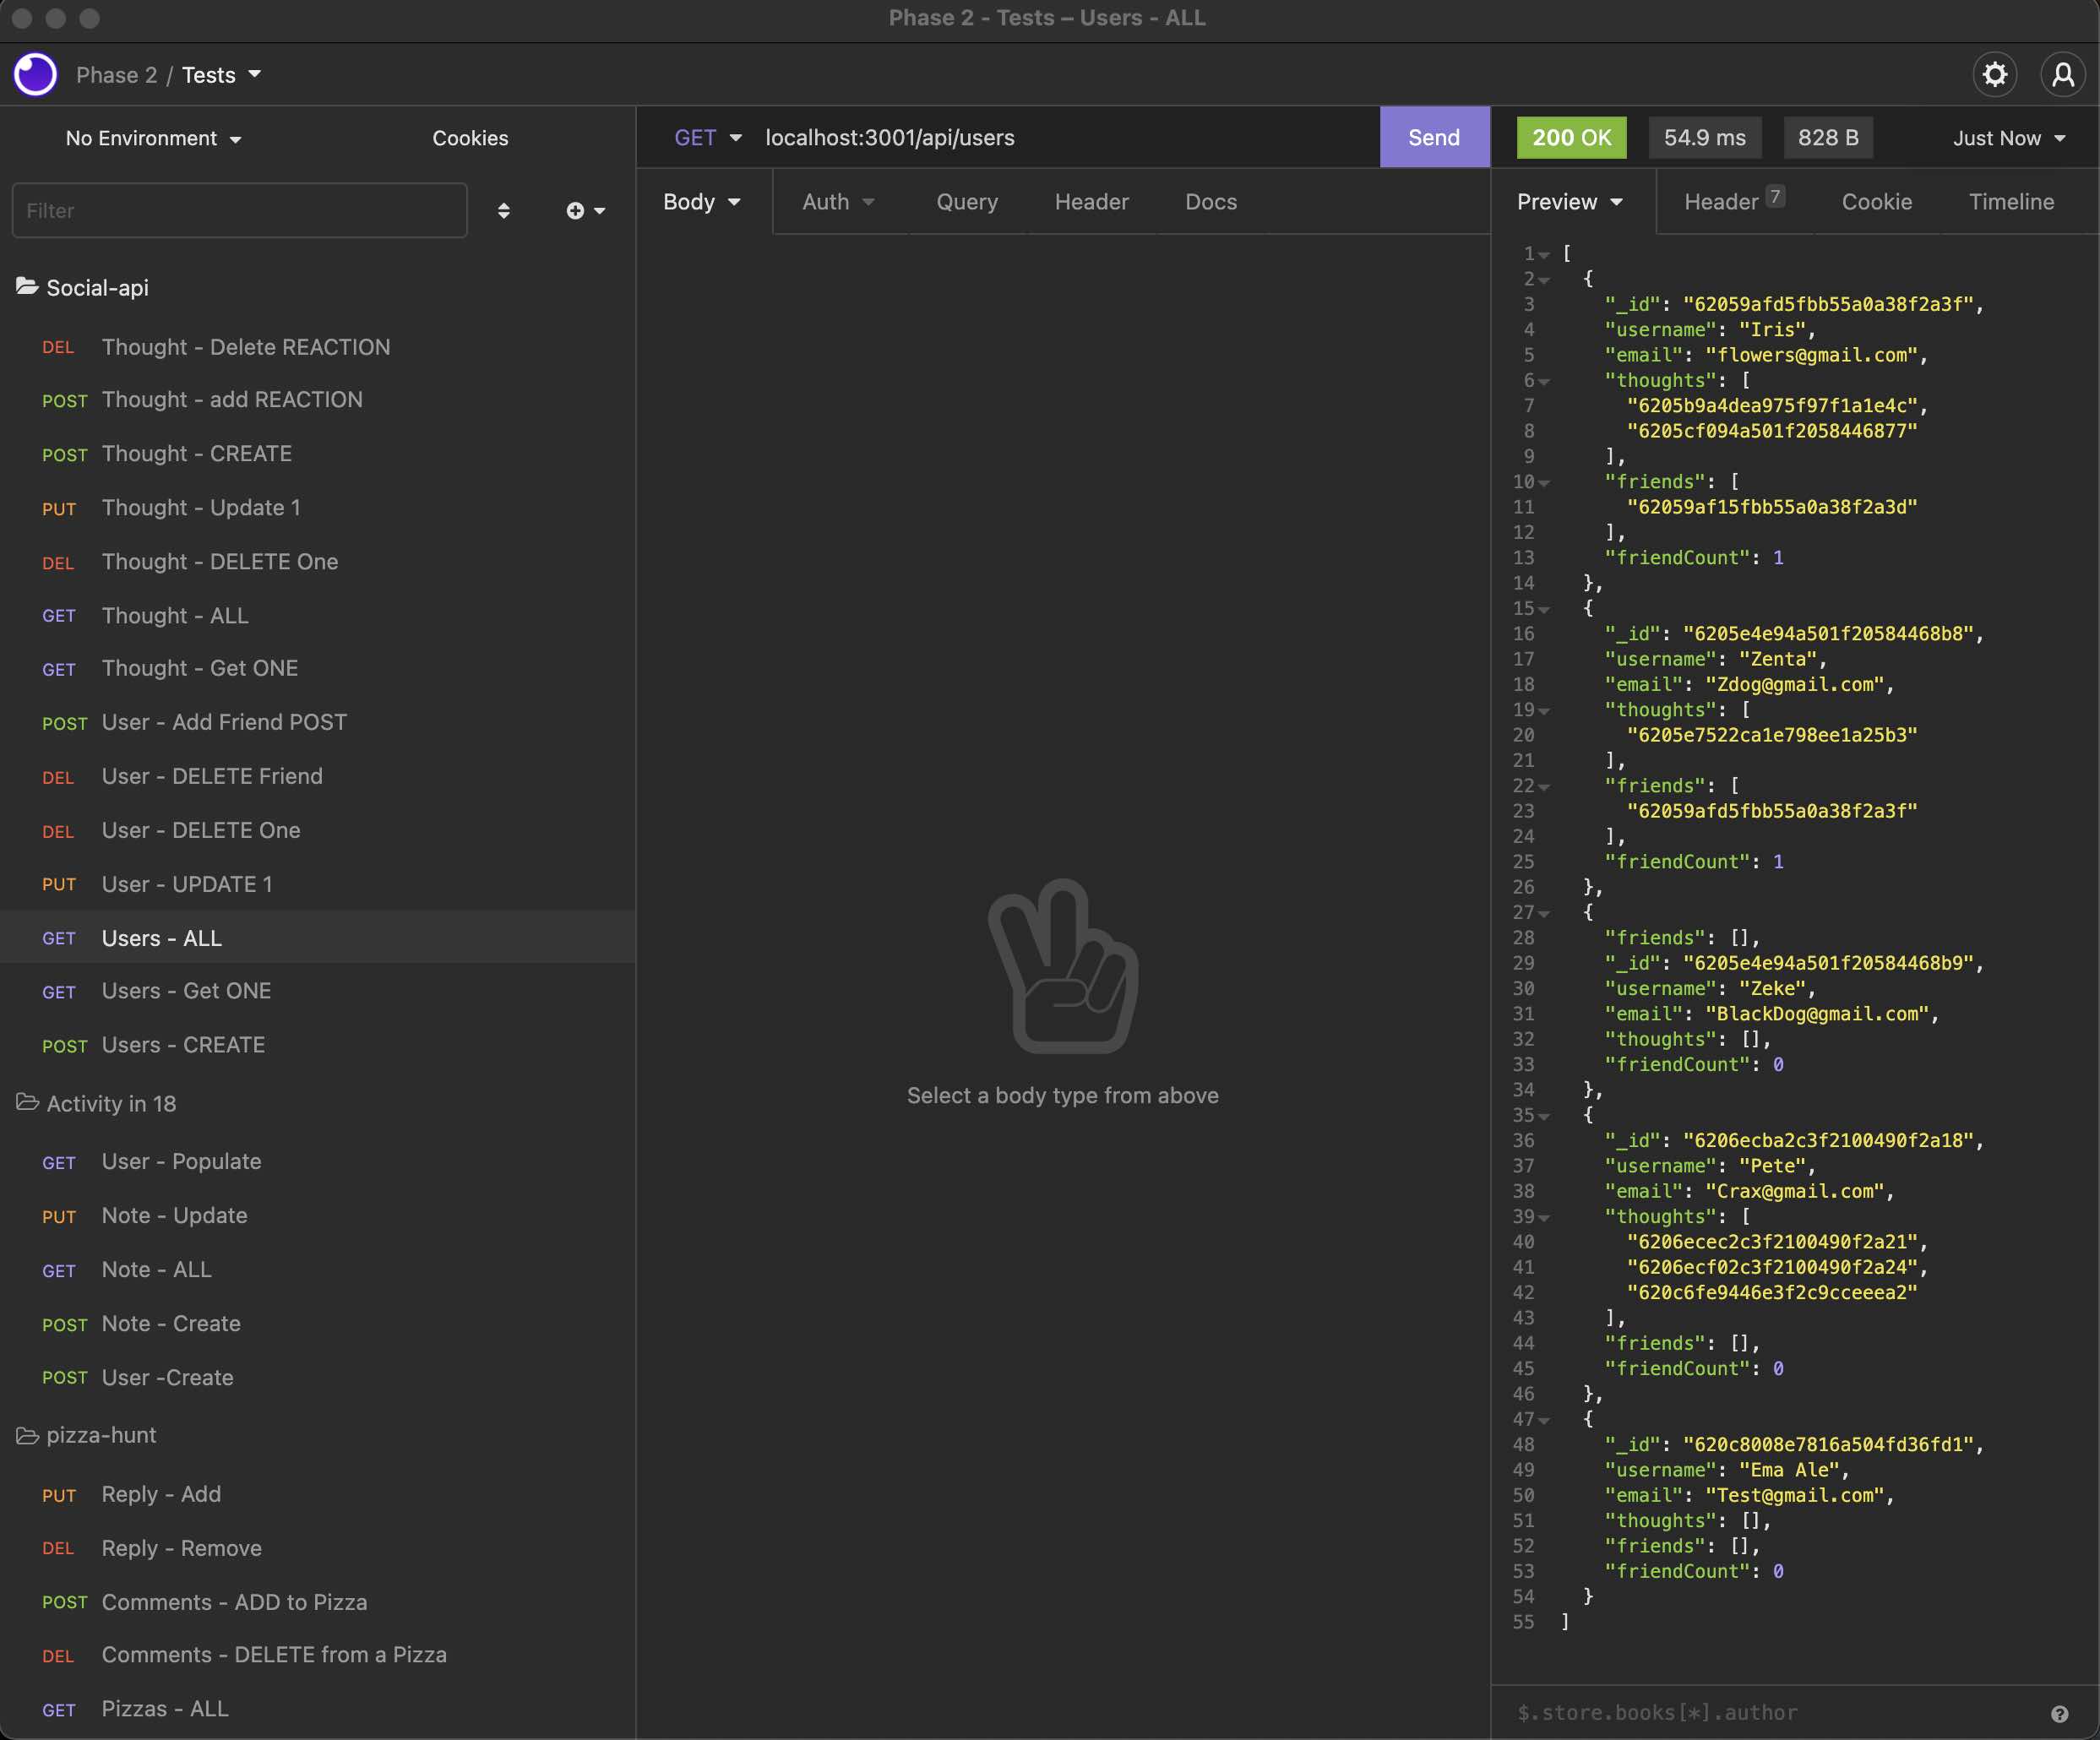 Phase 2 - Tests – Users - ALL
Phase 2 / Tests
No Environment
Cookies
Filter
Social-api
DEL Thought - Delete REACTION
POST Thought - add REACTION
POST Thought - CREATE
PUT Thought - Update 1
DEL Thought - DELETE One
GET Thought - ALL
GET Thought - Get ONE
POST User - Add Friend POST
DEL User - DELETE Friend
DEL User - DELETE One
PUT User - UPDATE 1
GET Users - ALL
GET Users - Get ONE
POST Users - CREATE
Activity in 18
GET User - Populate
PUT Note - Update
GET Note - ALL
POST Note - Create
POST User -Create
pizza-hunt
PUT Reply - Add
DEL Reply - Remove
POST Comments - ADD to Pizza
DEL Comments - DELETE from a Pizza
GET Pizzas - ALL
GET localhost:3001/api/users Send
Body Auth Query Header Docs
Select a body type from above
200 OK 54.9 ms 828 B Just Now
Preview Header 7 Cookie Timeline
1 [
2 {
3 "_id": "62059afd5fbb55a0a38f2a3f",
4 "username": "Iris",
5 "email": "flowers@gmail.com",
6 "thoughts": [
7 "6205b9a4dea975f97f1a1e4c",
8 "6205cf094a501f2058446877"
9 ],
10 "friends": [
11 "62059af15fbb55a0a38f2a3d"
12 ],
13 "friendCount": 1
14 },
15 {
16 "_id": "6205e4e94a501f20584468b8",
17 "username": "Zenta",
18 "email": "Zdog@gmail.com",
19 "thoughts": [
20 "6205e7522ca1e798ee1a25b3"
21 ],
22 "friends": [
23 "62059afd5fbb55a0a38f2a3f"
24 ],
25 "friendCount": 1
26 },
27 {
28 "friends": [],
29 "_id": "6205e4e94a501f20584468b9",
30 "username": "Zeke",
31 "email": "BlackDog@gmail.com",
32 "thoughts": [],
33 "friendCount": 0
34 },
35 {
36 "_id": "6206ecba2c3f2100490f2a18",
37 "username": "Pete",
38 "email": "Crax@gmail.com",
39 "thoughts": [
40 "6206ecec2c3f2100490f2a21",
41 "6206ecf02c3f2100490f2a24",
42 "620c6fe9446e3f2c9cceeea2"
43 ],
44 "friends": [],
45 "friendCount": 0
46 },
47 {
48 "_id": "620c8008e7816a504fd36fd1",
49 "username": "Ema Ale",
50 "email": "Test@gmail.com",
51 "thoughts": [],
52 "friends": [],
53 "friendCount": 0
54 }
55 ]
$.store.books[*].author